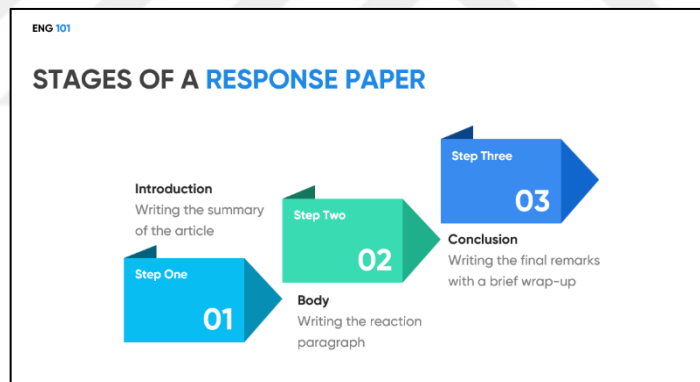 ENG 101
STAGES OF A RESPONSE PAPER
Introduction
Writing the summary
of the article
Step One
01
Step Two
02
Body
Writing the reaction
paragraph
Step Three
03
Conclusion
Writing the final remarks
with a brief wrap-up